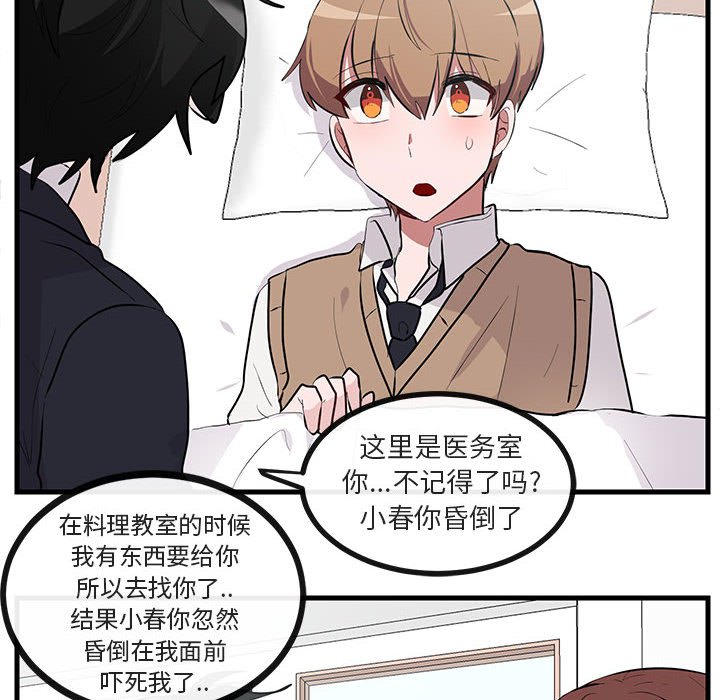 这里是医务室
你...不记得了吗?
小春你昏倒了
在料理教室的时候
我有东西要给你
所以去找你了..
结果小春你忽然
昏倒在我面前
吓死我了..